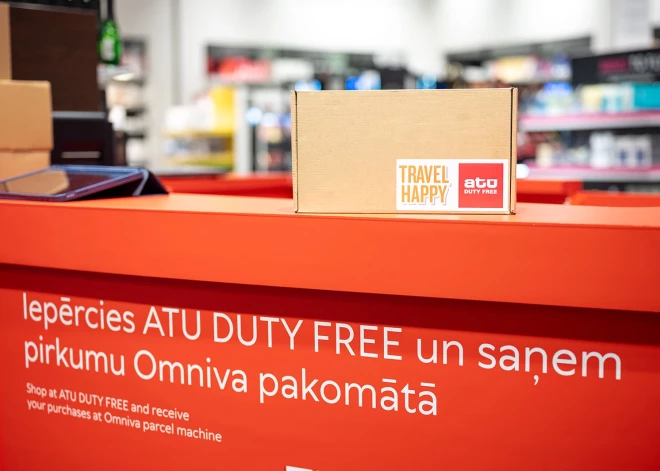 TRAVEL
HAPPY
atu
DUTY FREE
Iepērcies ATU DUTY FREE un saņem
pirkumu Omniva pakomātā
Shop at ATU DUTY FREE and receive
your purchases at Omniva parcel machine